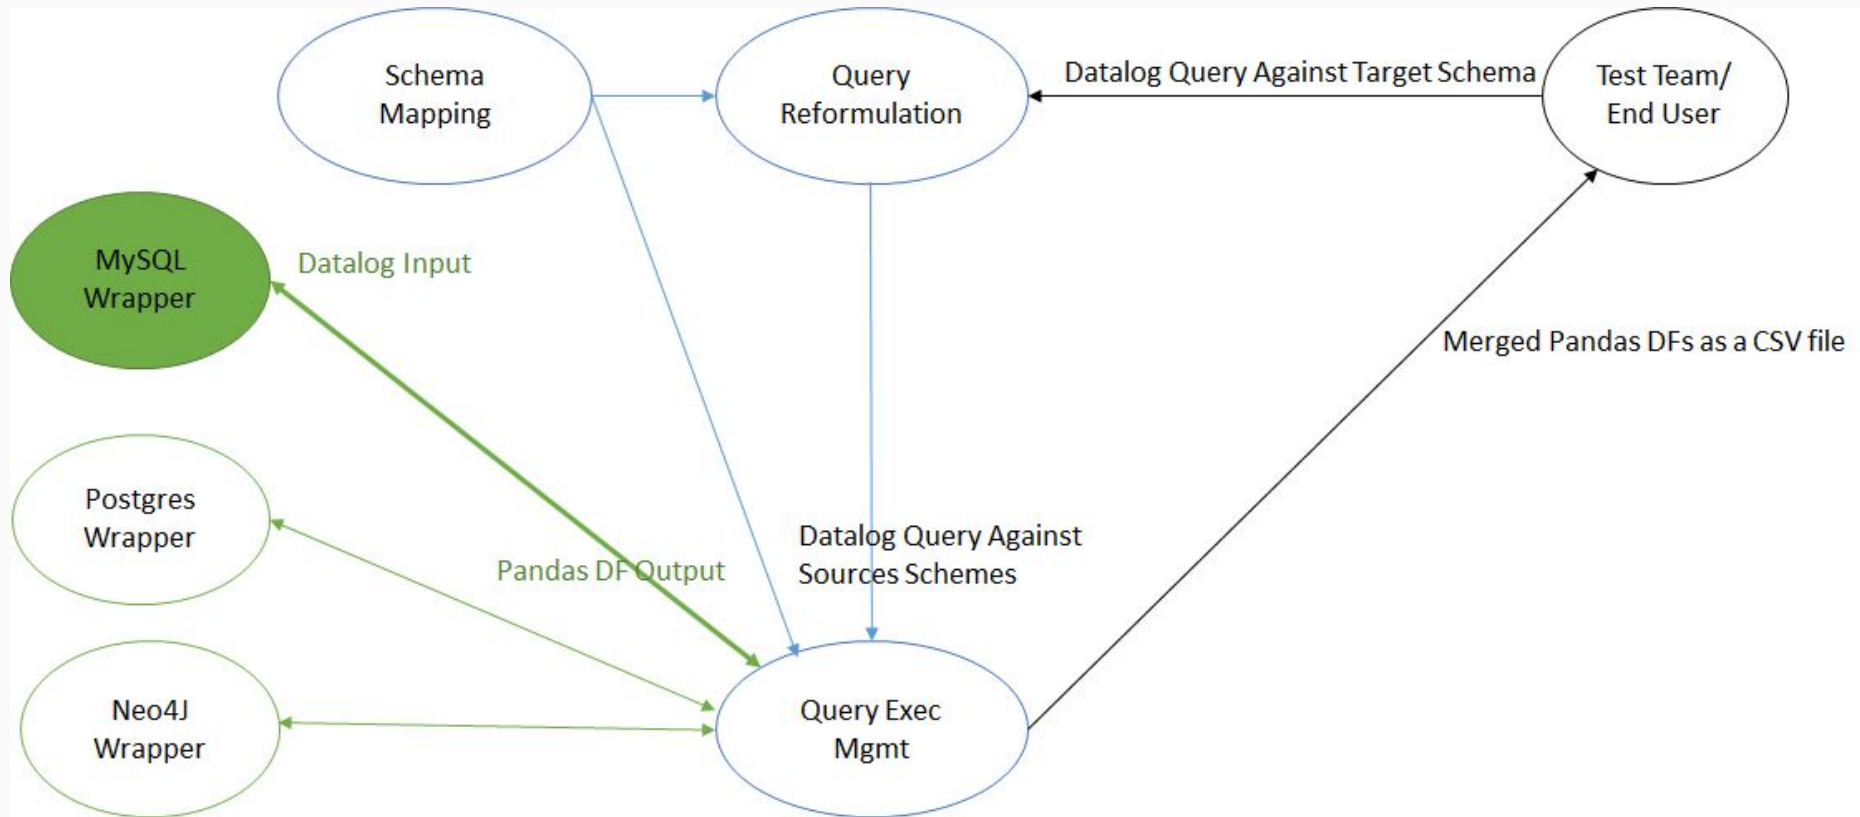 Schema
Mapping
Query
Reformulation
Datalog Query Against Target Schema
Test Team/
End User
MySQL
Wrapper
Datalog Input
Merged Pandas DFs as a CSV file
Postgres
Wrapper
Pandas DF Output
Datalog Query Against
Sources Schemes
Neo4J
Wrapper
Query Exec
Mgmt